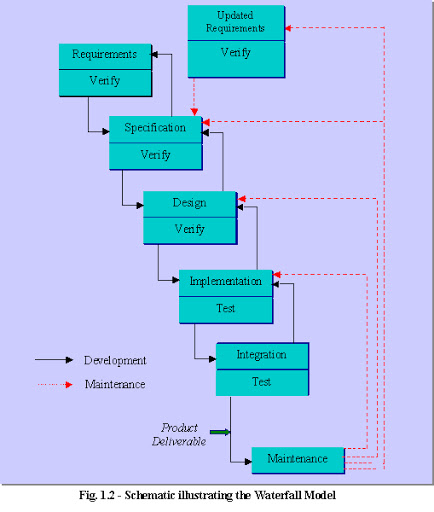 Updated
Requirements
Verify
Requirements
Verify
Specification
Verify
Design
Verify
Implementation
Test
Integration
Test
Development
Maintenance
Product
Deliverable
Maintenance
Fig. 1.2 - Schematic illustrating the Waterfall Model